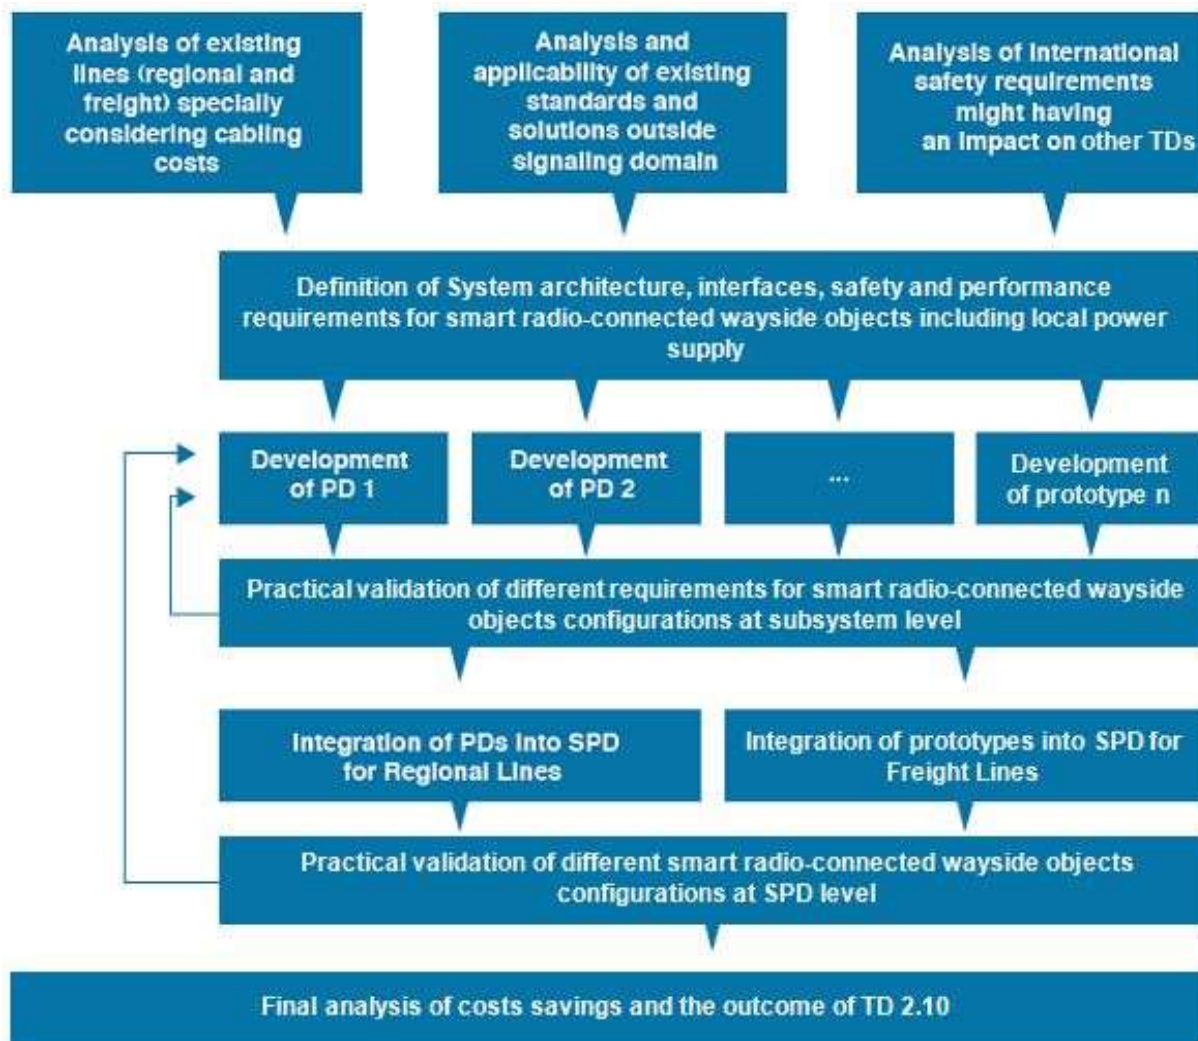 Analysis of existing
lines (regional and
freight) specially
considering cabling
costs
Analysis and
applicability of existing
standards and
solutions outside
signaling domain
Analysis of International
safety requirements
might having
an impact on other TDs
Definition of System architecture, interfaces, safety and performance
requirements for smart radio-connected wayside objects including local power
supply
Development
of PD 1
Development
of PD 2
...
Development
of prototype n
Practical validation of different requirements for smart radio-connected wayside
objects configurations at subsystem level
Integration of PDs into SPD
for Regional Lines
Integration of prototypes into SPD for
Freight Lines
Practical validation of different smart radio-connected wayside objects
configurations at SPD level
Final analysis of costs savings and the outcome of TD 2.10